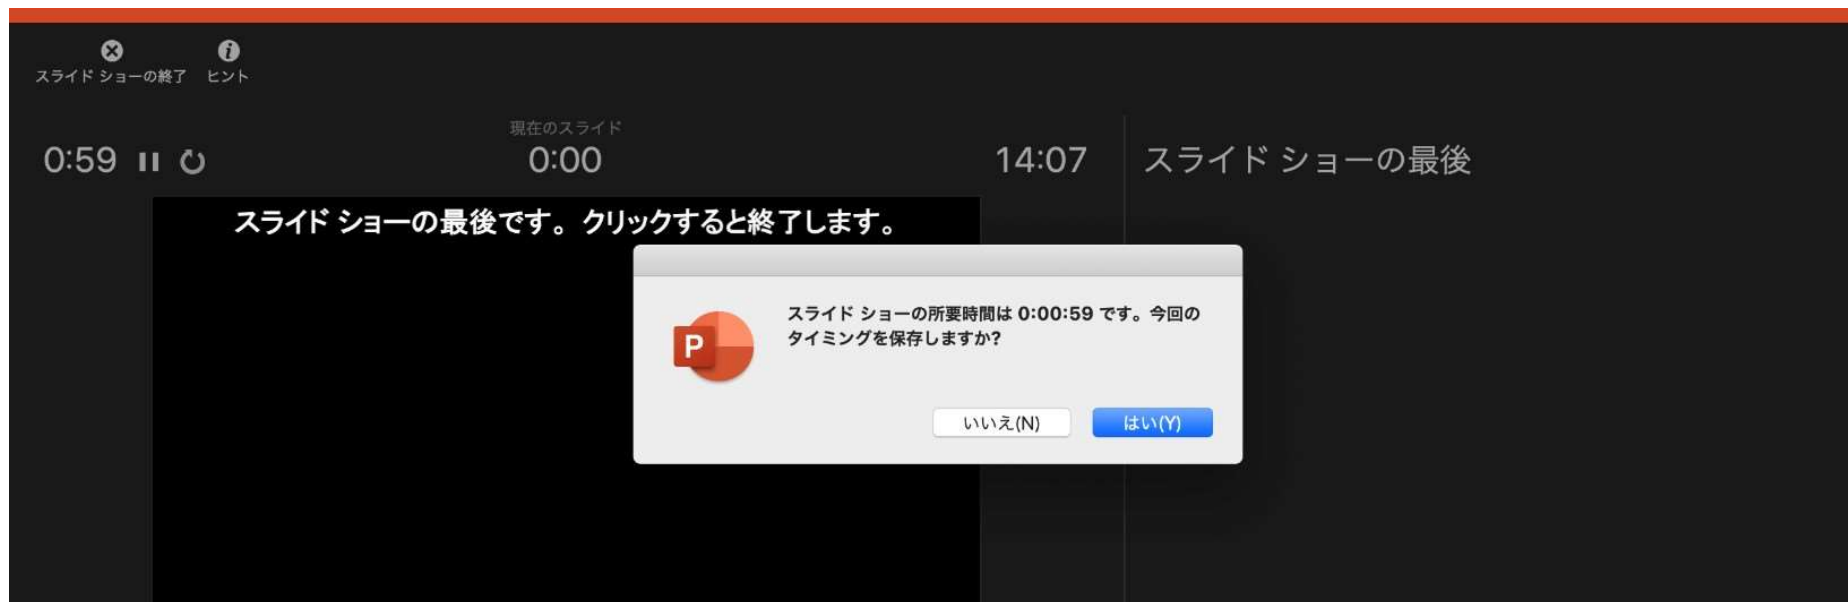 スライド ショーの終了 ヒント
現在のスライド
0:59 0:00 14:07 スライド ショーの最後
スライド ショーの最後です。クリックすると終了します。
P
スライド ショーの所要時間は 0:00:59 です。今回の
タイミングを保存しますか?
いいえ(N) はい(Y)